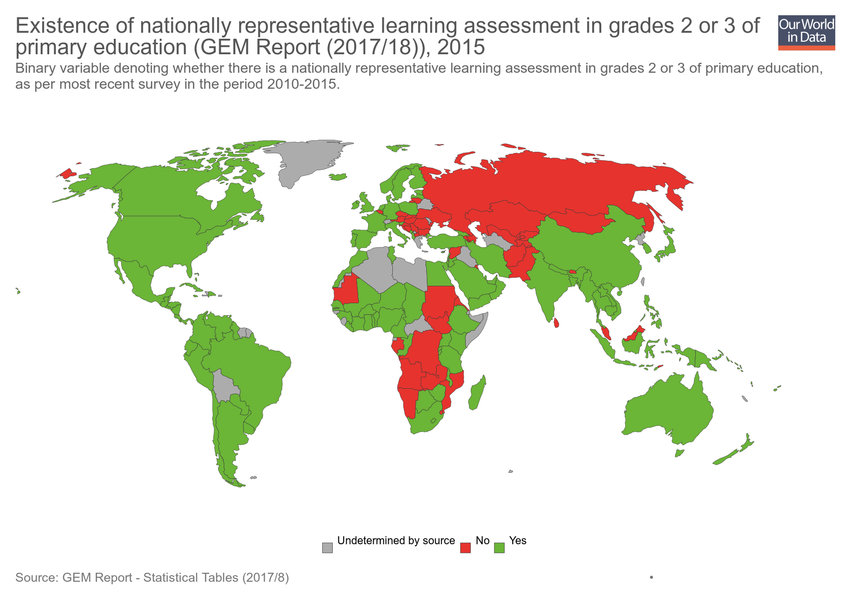 Existence of nationally representative learning assessment in grades 2 or 3 of
primary education (GEM Report (2017/18)), 2015
Our World
in Data
Binary variable denoting whether there is a nationally representative learning assessment in grades 2 or 3 of primary education,
as per most recent survey in the period 2010-2015.
Undetermined by source
No
Yes
Source: GEM Report - Statistical Tables (2017/8)